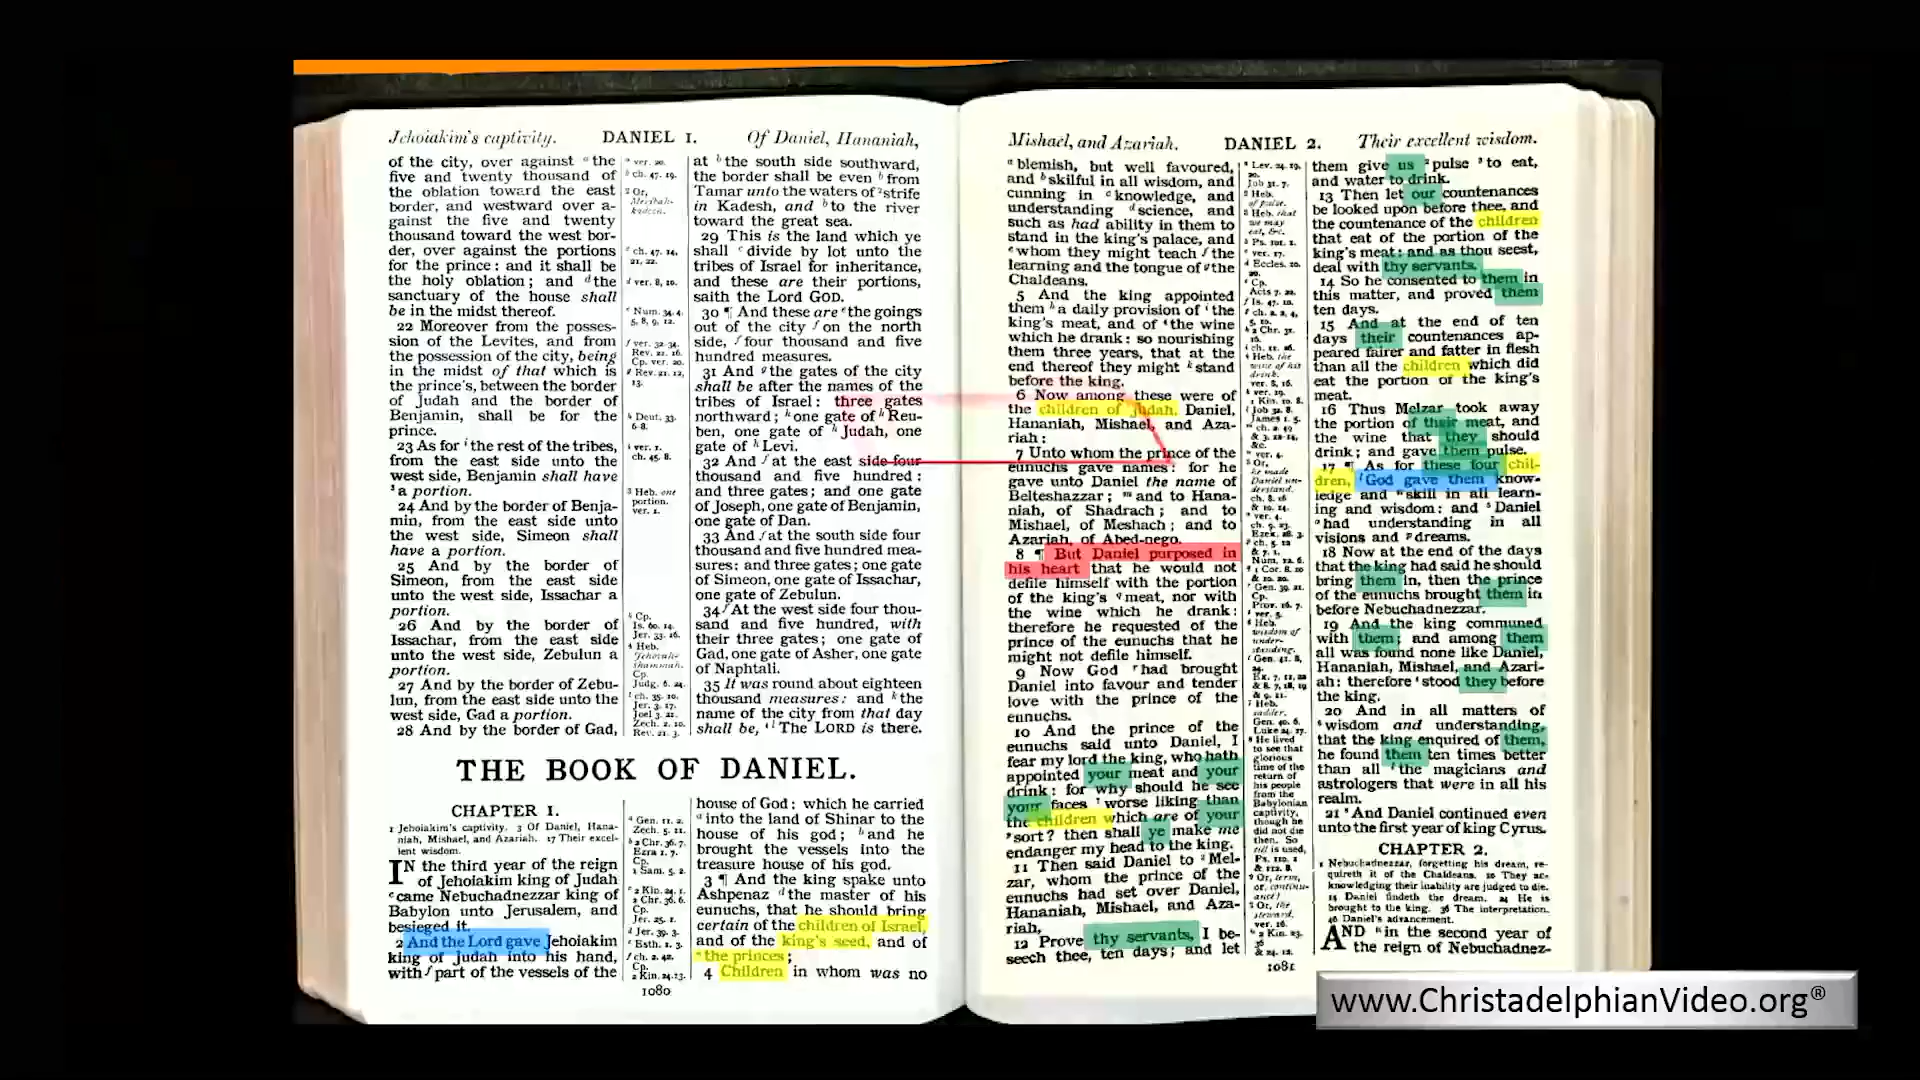 Jehoiakim's captivity. DANIEL 1. Of Daniel, Hananiah,
of the city, over against the
five and twenty thousand of
the oblation toward the east
border, and westward over a-
gainst the five and twenty
thousand toward the west bor-
der, over against the portions
for the prince: and it shall be
the holy oblation; and the
sanctuary of the house shall
be in the midst thereof.
22 Moreover from the posses-
sion of the Levites, and from
the possession of the city, being
in the midst of that which is
the prince's, between the border
of Judah and the border of
Benjamin, shall be for the
prince.
23 As for the rest of the tribes,
from the east side unto the
west side, Benjamin shall have
a portion.
24 And by the border of Benja-
min, from the east side unto
the west side, Simeon shall
have a portion.
25 And by the border of
Simeon, from the east side
unto the west side, Issachar a
portion.
26 And by the border of
Issachar, from the east side
unto the west side, Zebulun a
portion.
27 And by the border of Zebu-
lun, from the east side unto the
west side, Gad a portion.
28 And by the border of Gad,
at the south side southward,
the border shall be even from
Tamar unto the waters of strife
in Kadesh, and to the river
toward the great sea.
29 This is the land which ye
shall divide by lot unto the
tribes of Israel for inheritance,
and these are their portions,
saith the Lord GOD.
30 ¶ And these are the goings
out of the city on the north
side, four thousand and five
hundred measures.
31 And the gates of the city
shall be after the names of the
tribes of Israel: three gates
northward; one gate of Reu-
ben, one gate of Judah, one
gate of Levi.
32 And at the east side four
thousand and five hundred:
and three gates; and one gate
of Joseph, one gate of Benjamin,
one gate of Dan.
33 And at the south side four
thousand and five hundred mea-
sures: and three gates; one gate
of Simeon, one gate of Issachar,
one gate of Zebulun.
34 At the west side four thou-
sand and five hundred, with
their three gates; one gate of
Gad, one gate of Asher, one gate
of Naphtali.
35 It was round about eighteen
thousand measures: and the
name of the city from that day
shall be, The LORD is there.
THE BOOK OF DANIEL.
CHAPTER 1.
1 Jehoiakim's captivity. 3 Of Daniel, Hana-
niah, Mishael, and Azariah. 17 Their excel-
lent wisdom.
IN the third year of the reign
of Jehoiakim king of Judah
came Nebuchadnezzar king of
Babylon unto Jerusalem, and
besieged it.
2 And the Lord gave Jehoiakim
king of Judah into his hand,
with part of the vessels of the
house of God: which he carried
into the land of Shinar to the
house of his god; and he
brought the vessels into the
treasure house of his god.
3 ¶ And the king spake unto
Ashpenaz the master of his
eunuchs, that he should bring
certain of the children of Israel,
and of the king's seed, and of
the princes;
4 Children in whom was no
1080
Mishael, and Azariah. DANIEL 2. Their excellent wisdom.
blemish, but well favoured,
and skilful in all wisdom, and
cunning in knowledge, and
understanding science, and
such as had ability in them to
stand in the king's palace, and
whom they might teach the
learning and the tongue of the
Chaldeans.
5 And the king appointed
them a daily provision of the
king's meat, and of the wine
which he drank: so nourishing
them three years, that at the
end thereof they might stand
before the king.
6 Now among these were of
the children of Judah, Daniel,
Hananiah, Mishael, and Aza-
riah:
7 Unto whom the prince of the
eunuchs gave names: for he
gave unto Daniel the name of
Belteshazzar; and to Hana-
niah, of Shadrach; and to
Mishael, of Meshach; and to
Azariah, of Abed-nego.
8 ¶ But Daniel purposed in
his heart that he would not
defile himself with the portion
of the king's meat, nor with
the wine which he drank:
therefore he requested of the
prince of the eunuchs that he
might not defile himself.
9 Now God had brought
Daniel into favour and tender
love with the prince of the
eunuchs.
10 And the prince of the
eunuchs said unto Daniel, I
fear my lord the king, who hath
appointed your meat and your
drink: for why should he see
your faces worse liking than
the children which are of your
sort? then shall ye make me
endanger my head to the king.
11 Then said Daniel to Mel-
zar, whom the prince of the
eunuchs had set over Daniel,
Hananiah, Mishael, and Aza-
riah,
12 Prove thy servants, I be-
seech thee, ten days; and let
them give us pulse to eat,
and water to drink.
13 Then let our countenances
be looked upon before thee, and
the countenance of the children
that eat of the portion of the
king's meat: and as thou seest,
deal with thy servants.
14 So he consented to them in
this matter, and proved them
ten days.
15 And at the end of ten
days their countenances ap-
peared fairer and fatter in flesh
than all the children which did
eat the portion of the king's
meat.
16 Thus Melzar took away
the portion of their meat, and
the wine that they should
drink; and gave them pulse.
17 ¶ As for these four chil-
dren, God gave them know-
ledge and skill in all learn-
ing and wisdom: and Daniel
had understanding in all
visions and dreams.
18 Now at the end of the days
that the king had said he should
bring them in, then the prince
of the eunuchs brought them in
before Nebuchadnezzar.
19 And the king communed
with them; and among them
all was found none like Daniel,
Hananiah, Mishael, and Azari-
ah: therefore stood they before
the king.
20 And in all matters of
wisdom and understanding,
that the king enquired of them,
he found them ten times better
than all the magicians and
astrologers that were in all his
realm.
21 And Daniel continued even
unto the first year of king Cyrus.
CHAPTER 2.
1 Nebuchadnezzar, forgetting his dream, re-
quireth it of the Chaldeans. 10 They ac-
knowledging their inability are judged to die.
14 Daniel findeth the dream. 24 He is
brought to the king. 36 The interpretation.
46 Daniel's advancement.
AND in the second year of
the reign of Nebuchadnez-
1081
www.ChristadelphianVideo.org®